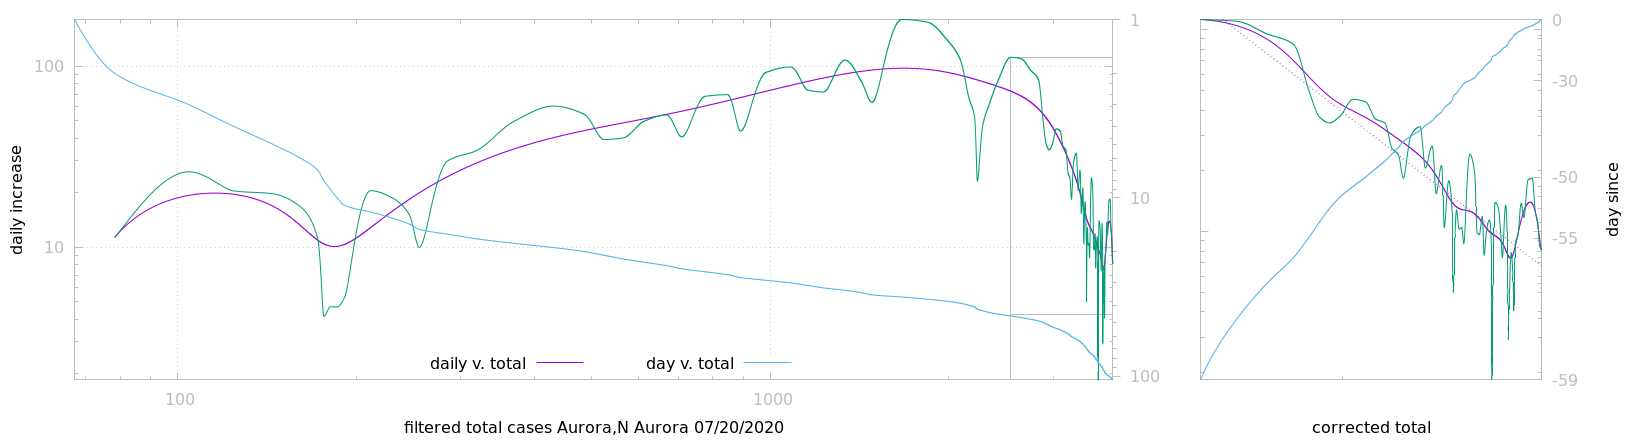 1
0
100
-30
daily increase
-50
day since
10
10
-55
daily v. total
day v. total
100
-59
100
1000
filtered total cases Aurora,N Aurora 07/20/2020
corrected total